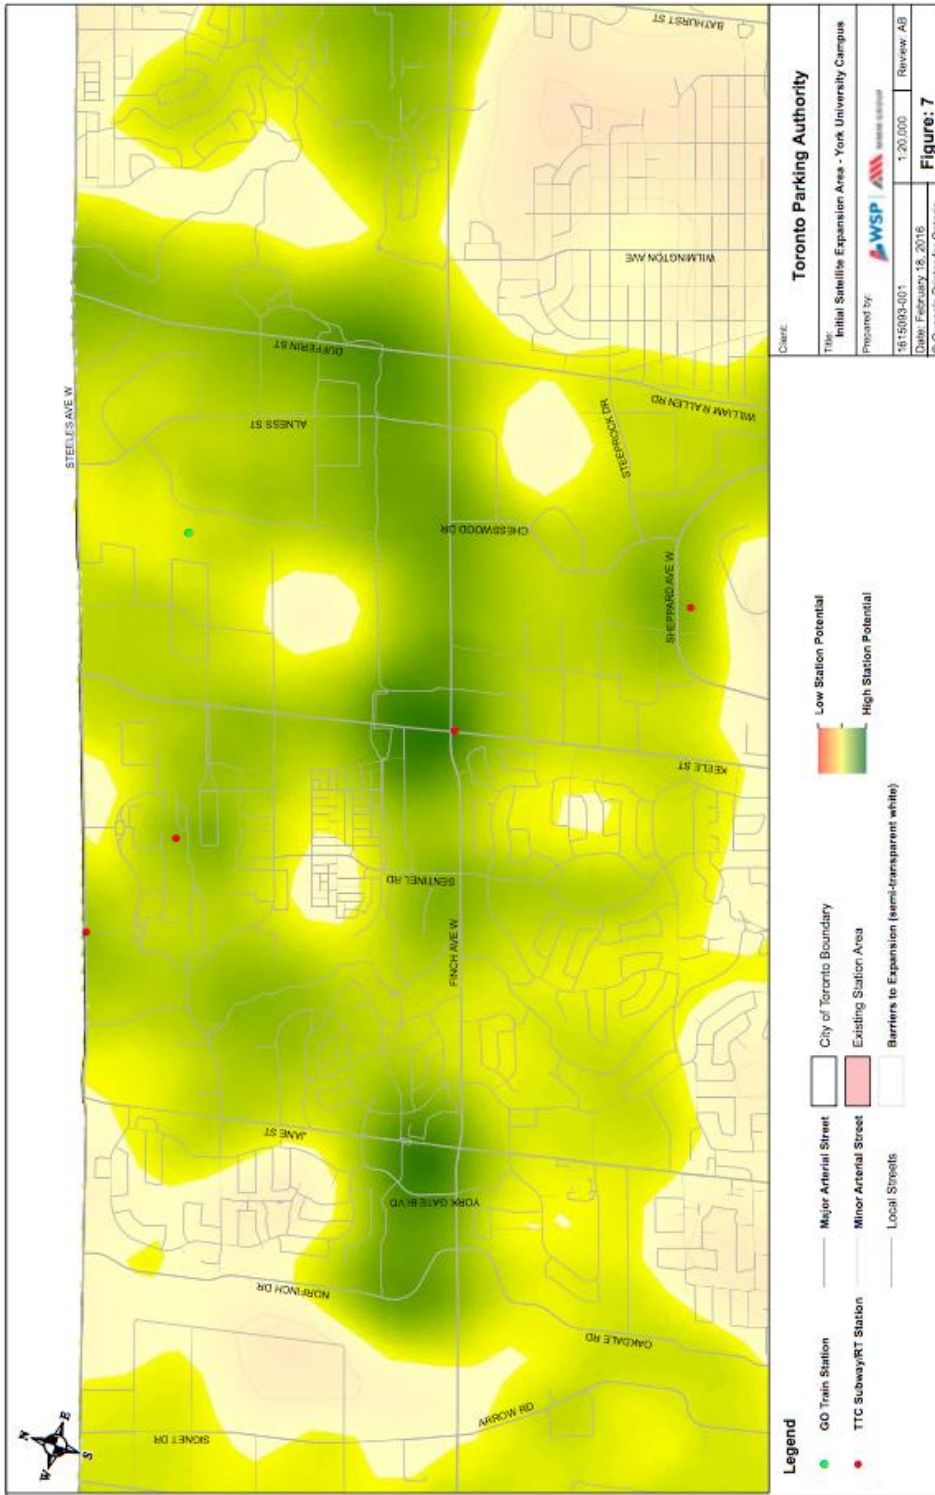 N
E
S
W
STEELES AVE W
BATHURST ST
DUFFERIN ST
ALNESS ST
WILMINGTON AVE
WILLIAM R ALLEN RD
STEEPROCK DR
CHESSWOOD DR
SHEPPARD AVE W
KEELE ST
SENTINEL RD
FINCH AVE W
JANE ST
YORK GATE BLVD
NORFINCH DR
OAKDALE RD
ARROW RD
SIGNET DR
Legend
GO Train Station
TTC Subway/RT Station
Major Arterial Street
Minor Arterial Street
Local Streets
City of Toronto Boundary
Existing Station Area
Barriers to Expansion (semi-transparent white)
Low Station Potential
High Station Potential
Client:
Toronto Parking Authority
Title:
Initial Satellite Expansion Area - York University Campus
Prepared by:
WSP
1615093-001
1:20,000
Review: AB
Date: February 18, 2016
Figure: 7